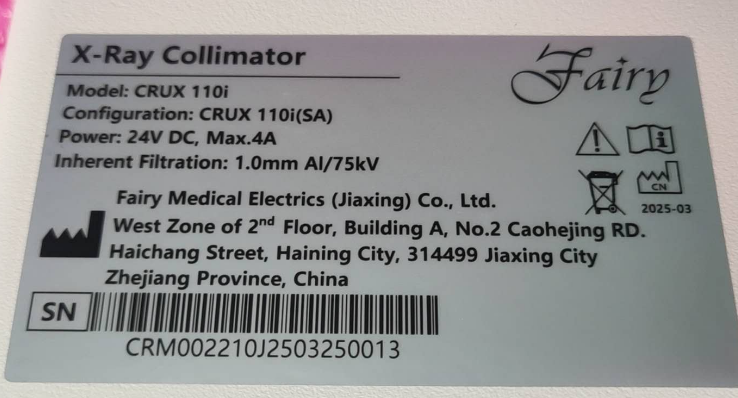 X-Ray Collimator
Fairy
Model: CRUX 110i
Configuration: CRUX 110i(SA)
Power: 24V DC, Max.4A
Inherent Filtration: 1.0mm Al/75kV
CN
2025-03
Fairy Medical Electrics (Jiaxing) Co., Ltd.
West Zone of 2nd Floor, Building A, No.2 Caohejing RD.
Haichang Street, Haining City, 314499 Jiaxing City
Zhejiang Province, China
SN
CRM002210J2503250013